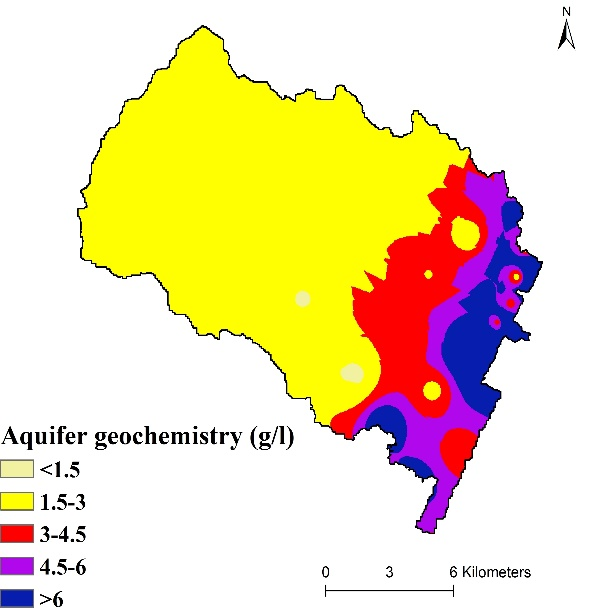 N
Aquifer geochemistry (g/l)
<1.5
1.5-3
3-4.5
4.5-6
>6
0 3 6 Kilometers